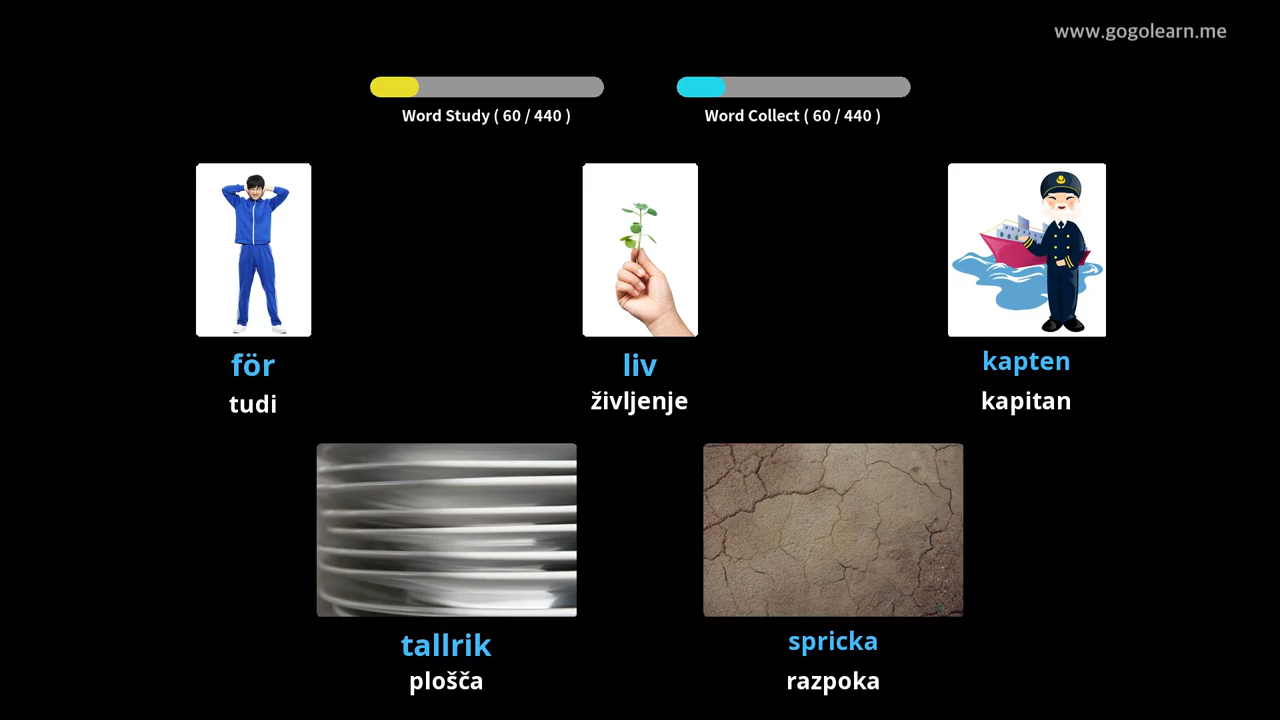 www.gogolearn.me
Word Study ( 60 / 440 )
Word Collect ( 60 / 440 )
för
tudi
liv
življenje
kapten
kapitan
tallrik
plošča
spricka
razpoka